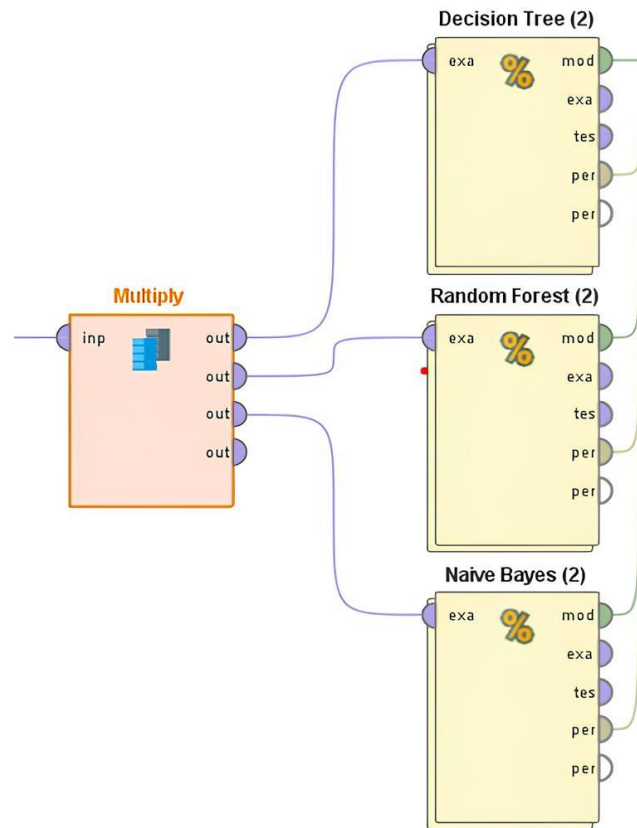 Decision Tree (2)
exa
mod
exa
tes
per
per
Multiply
inp
out
out
out
out
Random Forest (2)
exa
mod
exa
tes
per
per
Naive Bayes (2)
exa
mod
exa
tes
per
per